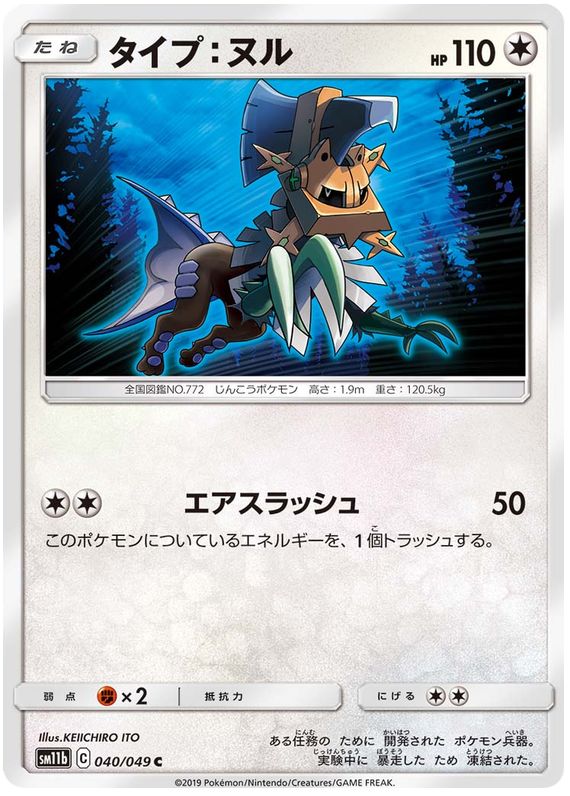 たね タイプ：ヌル HP 110
全国図鑑NO.772 じんこうポケモン 高さ：1.9m 重さ：120.5kg
エアスラッシュ 50
このポケモンについているエネルギーを、1個トラッシュする。
弱点 ×2 抵抗力 にげる
Illus.KEIICHIRO ITO
sm11b C 040/049 C
ある任務の ために 開発された ポケモン兵器。
実験中に 暴走した ため 凍結された。
©2019 Pokémon/Nintendo/Creatures/GAME FREAK.